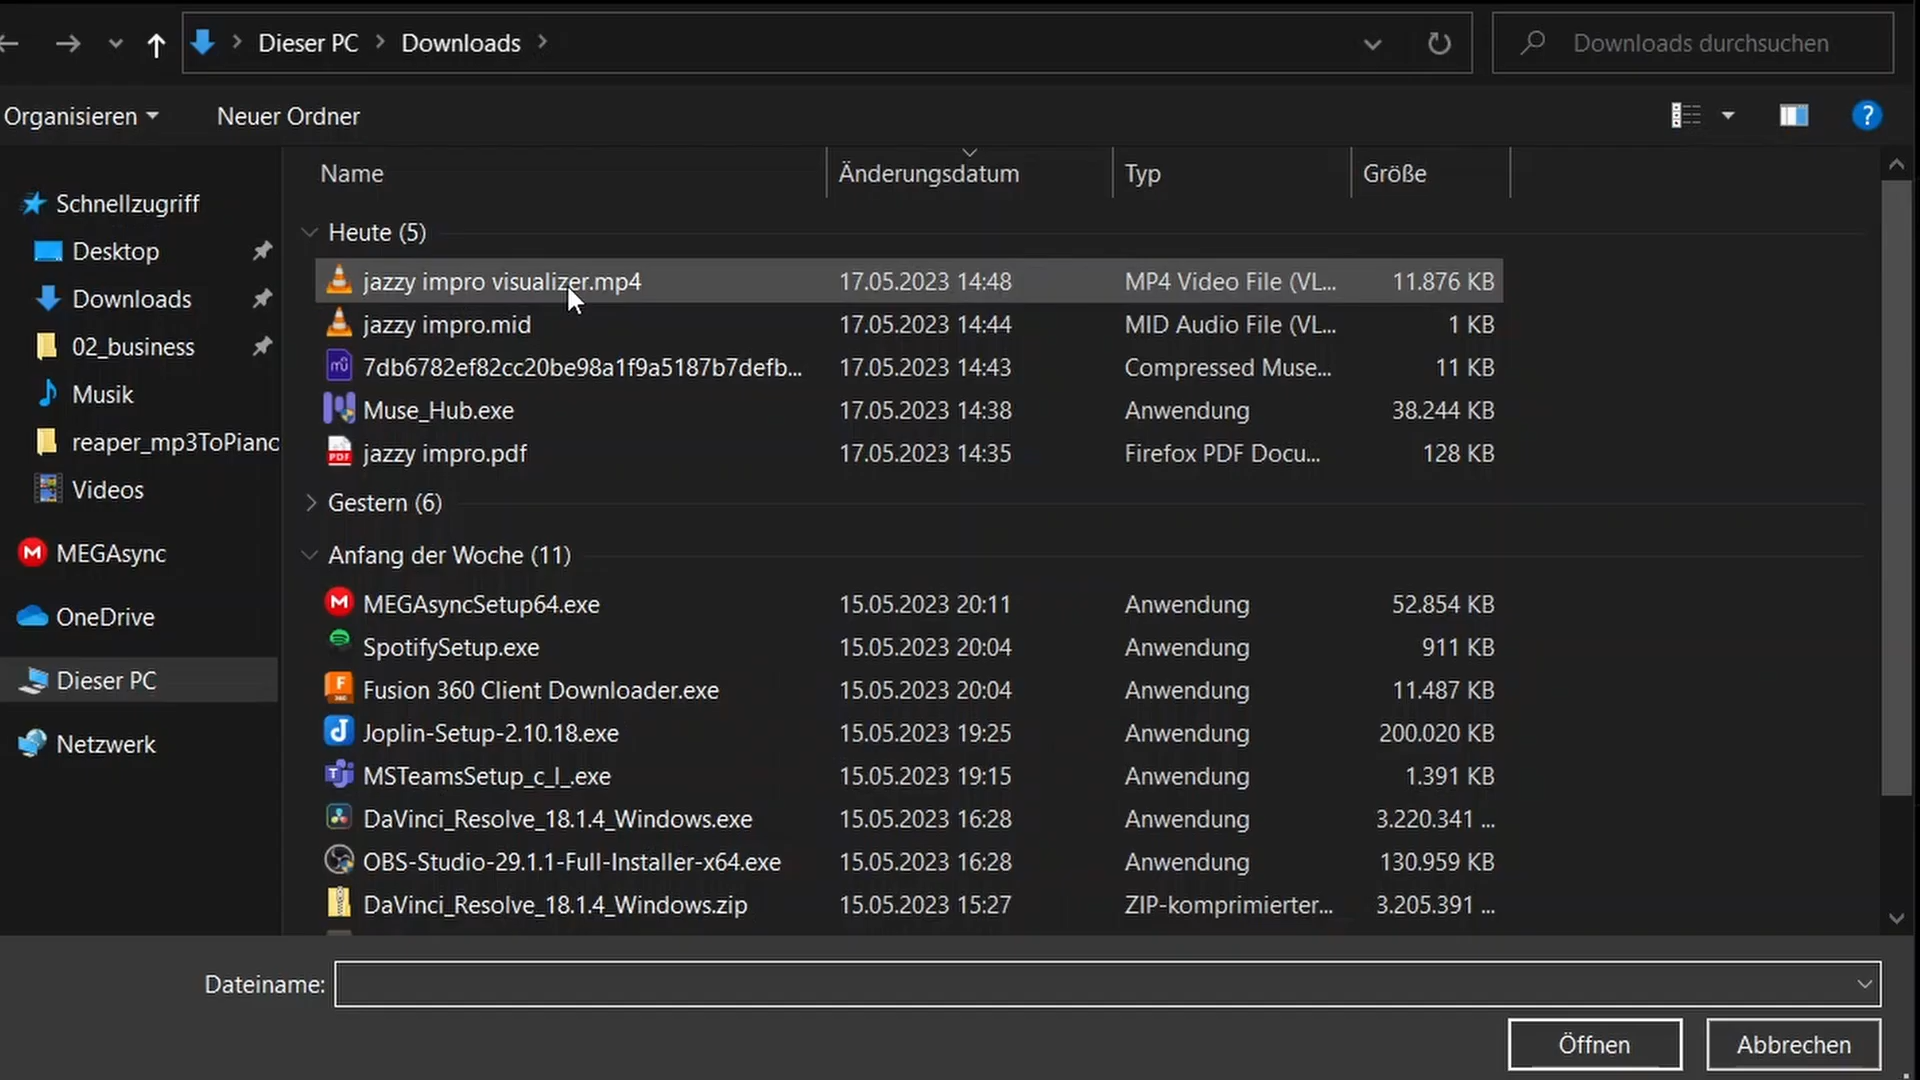 Dieser PC > Downloads >
Downloads durchsuchen
Organisieren
Neuer Ordner
?
Name Änderungsdatum Typ Größe
Schnellzugriff
Desktop
Downloads
02_business
Musik
reaper_mp3ToPiano
Videos
MEGAsync
OneDrive
Dieser PC
Netzwerk
Heute (5)
jazzy impro visualizer.mp4 17.05.2023 14:48 MP4 Video File (VL... 11.876 KB
jazzy impro.mid 17.05.2023 14:44 MID Audio File (VL... 1 KB
7db6782ef82cc20be98a1f9a5187b7defb... 17.05.2023 14:43 Compressed Muse... 11 KB
Muse_Hub.exe 17.05.2023 14:38 Anwendung 38.244 KB
jazzy impro.pdf 17.05.2023 14:35 Firefox PDF Docu... 128 KB
Gestern (6)
Anfang der Woche (11)
MEGAsyncSetup64.exe 15.05.2023 20:11 Anwendung 52.854 KB
SpotifySetup.exe 15.05.2023 20:04 Anwendung 911 KB
Fusion 360 Client Downloader.exe 15.05.2023 20:04 Anwendung 11.487 KB
Joplin-Setup-2.10.18.exe 15.05.2023 19:25 Anwendung 200.020 KB
MSTeamsSetup_c_l_.exe 15.05.2023 19:15 Anwendung 1.391 KB
DaVinci_Resolve_18.1.4_Windows.exe 15.05.2023 16:28 Anwendung 3.220.341 ...
OBS-Studio-29.1.1-Full-Installer-x64.exe 15.05.2023 16:28 Anwendung 130.959 KB
DaVinci_Resolve_18.1.4_Windows.zip 15.05.2023 15:27 ZIP-komprimierter... 3.205.391 ...
Dateiname:
Öffnen
Abbrechen